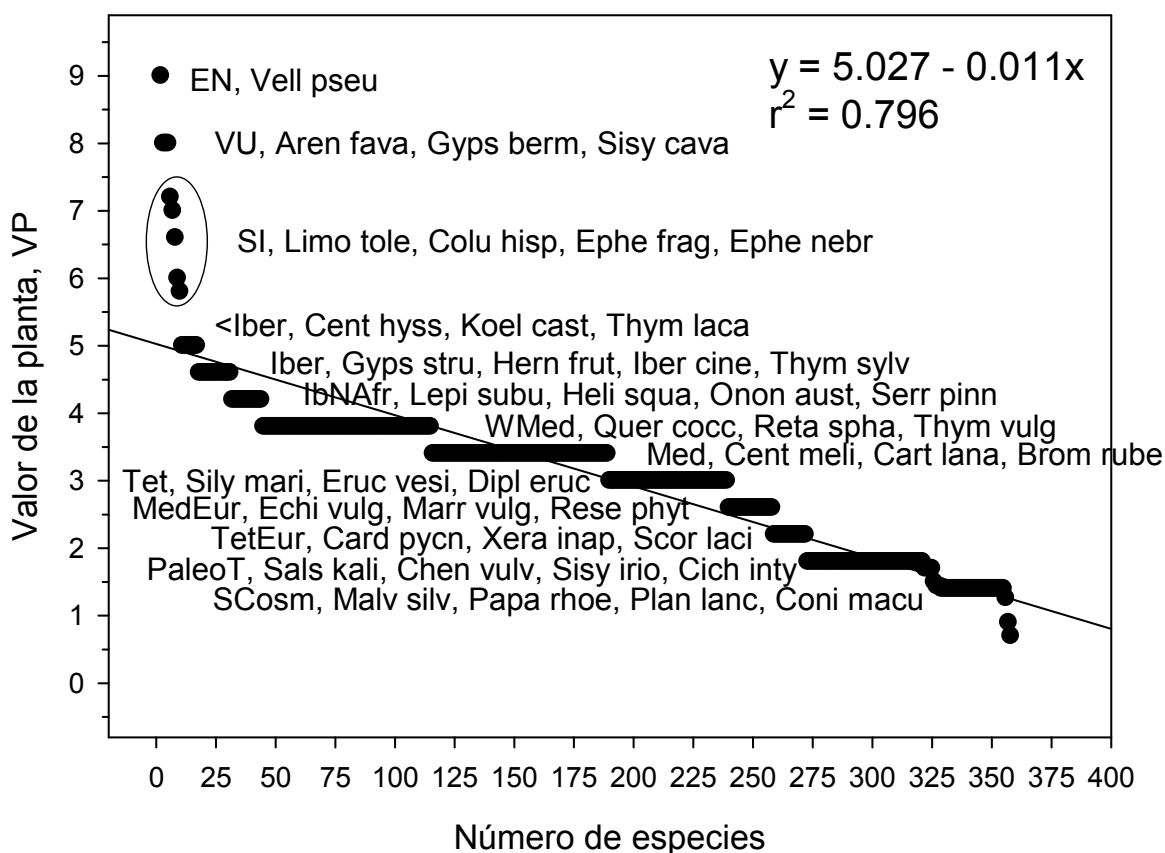 y = 5.027 - 0.011x
r² = 0.796
EN, Vell pseu
VU, Aren fava, Gyps berm, Sisy cava
SI, Limo tole, Colu hisp, Ephe frag, Ephe nebr
<Iber, Cent hyss, Koel cast, Thym laca
Iber, Gyps stru, Hern frut, Iber cine, Thym sylv
IbNAfr, Lepi subu, Heli squa, Onon aust, Serr pinn
WMed, Quer cocc, Reta spha, Thym vulg
Med, Cent meli, Cart lana, Brom rube
Tet, Sily mari, Eruc vesi, Dipl eruc
MedEur, Echi vulg, Marr vulg, Rese phyt
TetEur, Card pycn, Xera inap, Scor laci
PaleoT, Sals kali, Chen vulv, Sisy irio, Cich inty
SCosm, Malv silv, Papa rhoe, Plan lanc, Coni macu
Valor de la planta, VP
9
8
7
6
5
4
3
2
1
0
0 25 50 75 100 125 150 175 200 225 250 275 300 325 350 375 400
Número de especies